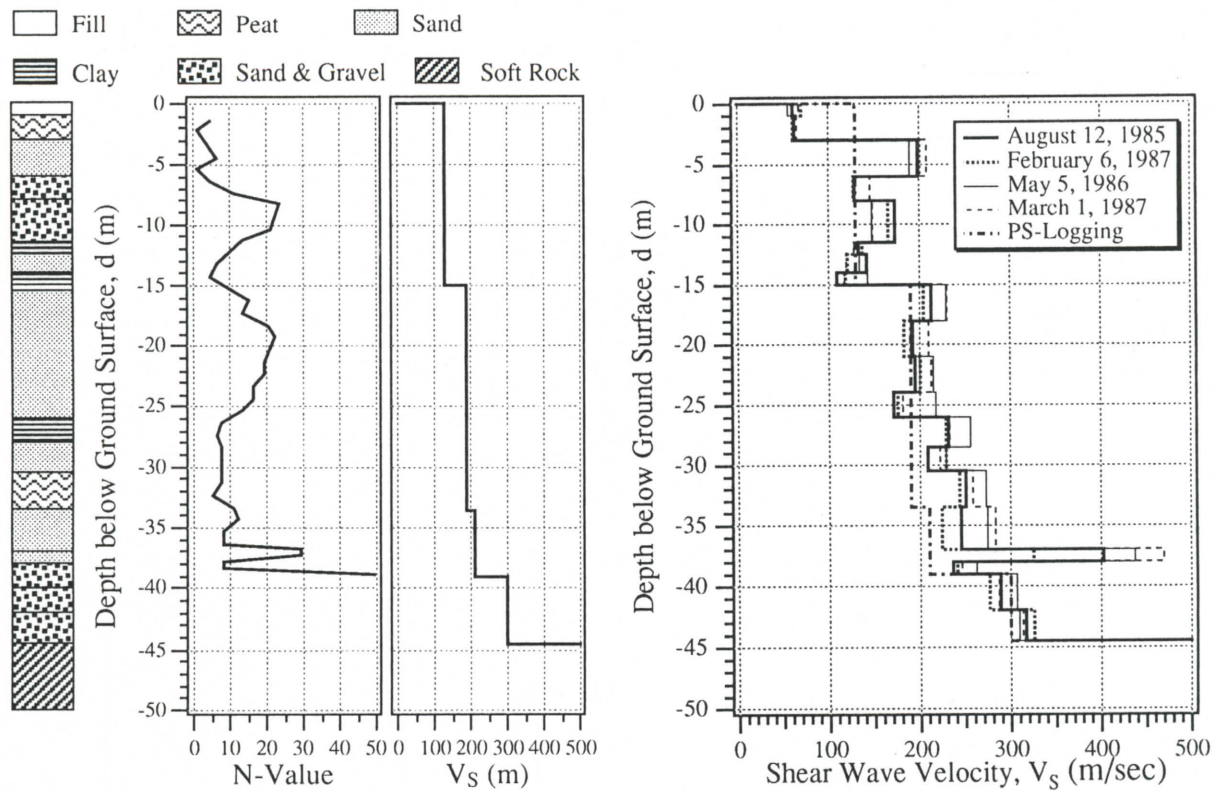 Fill Peat Sand
Clay Sand & Gravel Soft Rock
Depth below Ground Surface, d (m)
0
-5
-10
-15
-20
-25
-30
-35
-40
-45
-50
0 10 20 30 40 50
N-Value
0 100 200 300 400 500
V_S (m)
Depth below Ground Surface, d (m)
0
-5
-10
-15
-20
-25
-30
-35
-40
-45
-50
August 12, 1985
February 6, 1987
May 5, 1986
March 1, 1987
PS-Logging
0 100 200 300 400 500
Shear Wave Velocity, V_S (m/sec)